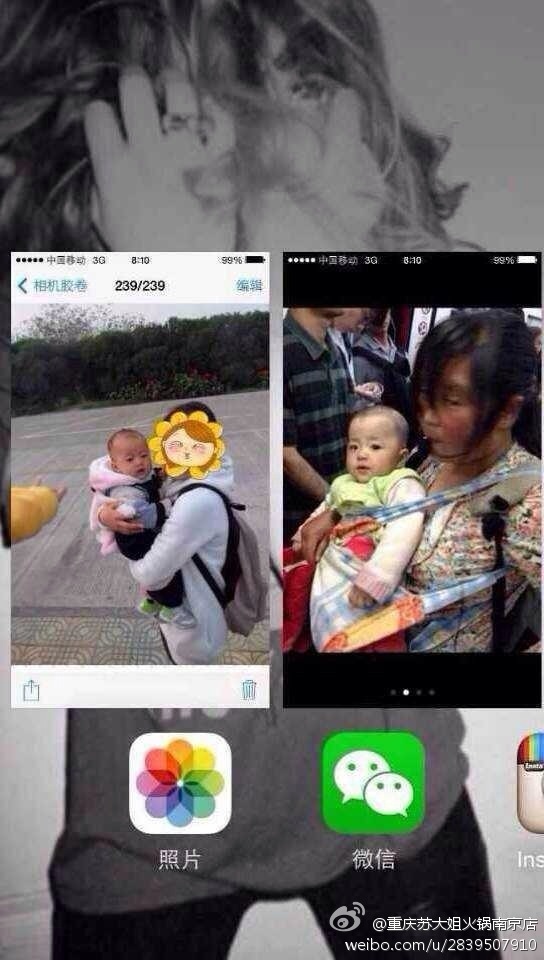 中国移动 3G 8:10 99%
相机胶卷 239/239 编辑
中国移动 3G 8:10 99%
照片
微信
Insta
Ins
@重庆苏大姐火锅南京店
weibo.com/u/2839507910